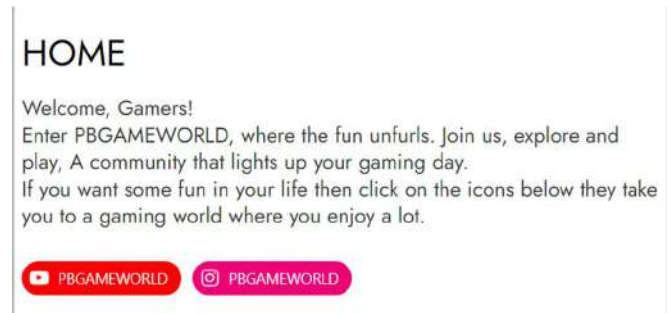 HOME
Welcome, Gamers!
Enter PBGAMEWORLD, where the fun unfurls. Join us, explore and
play, A community that lights up your gaming day.
If you want some fun in your life then click on the icons below they take
you to a gaming world where you enjoy a lot.
PBGAMEWORLD PBGAMEWORLD